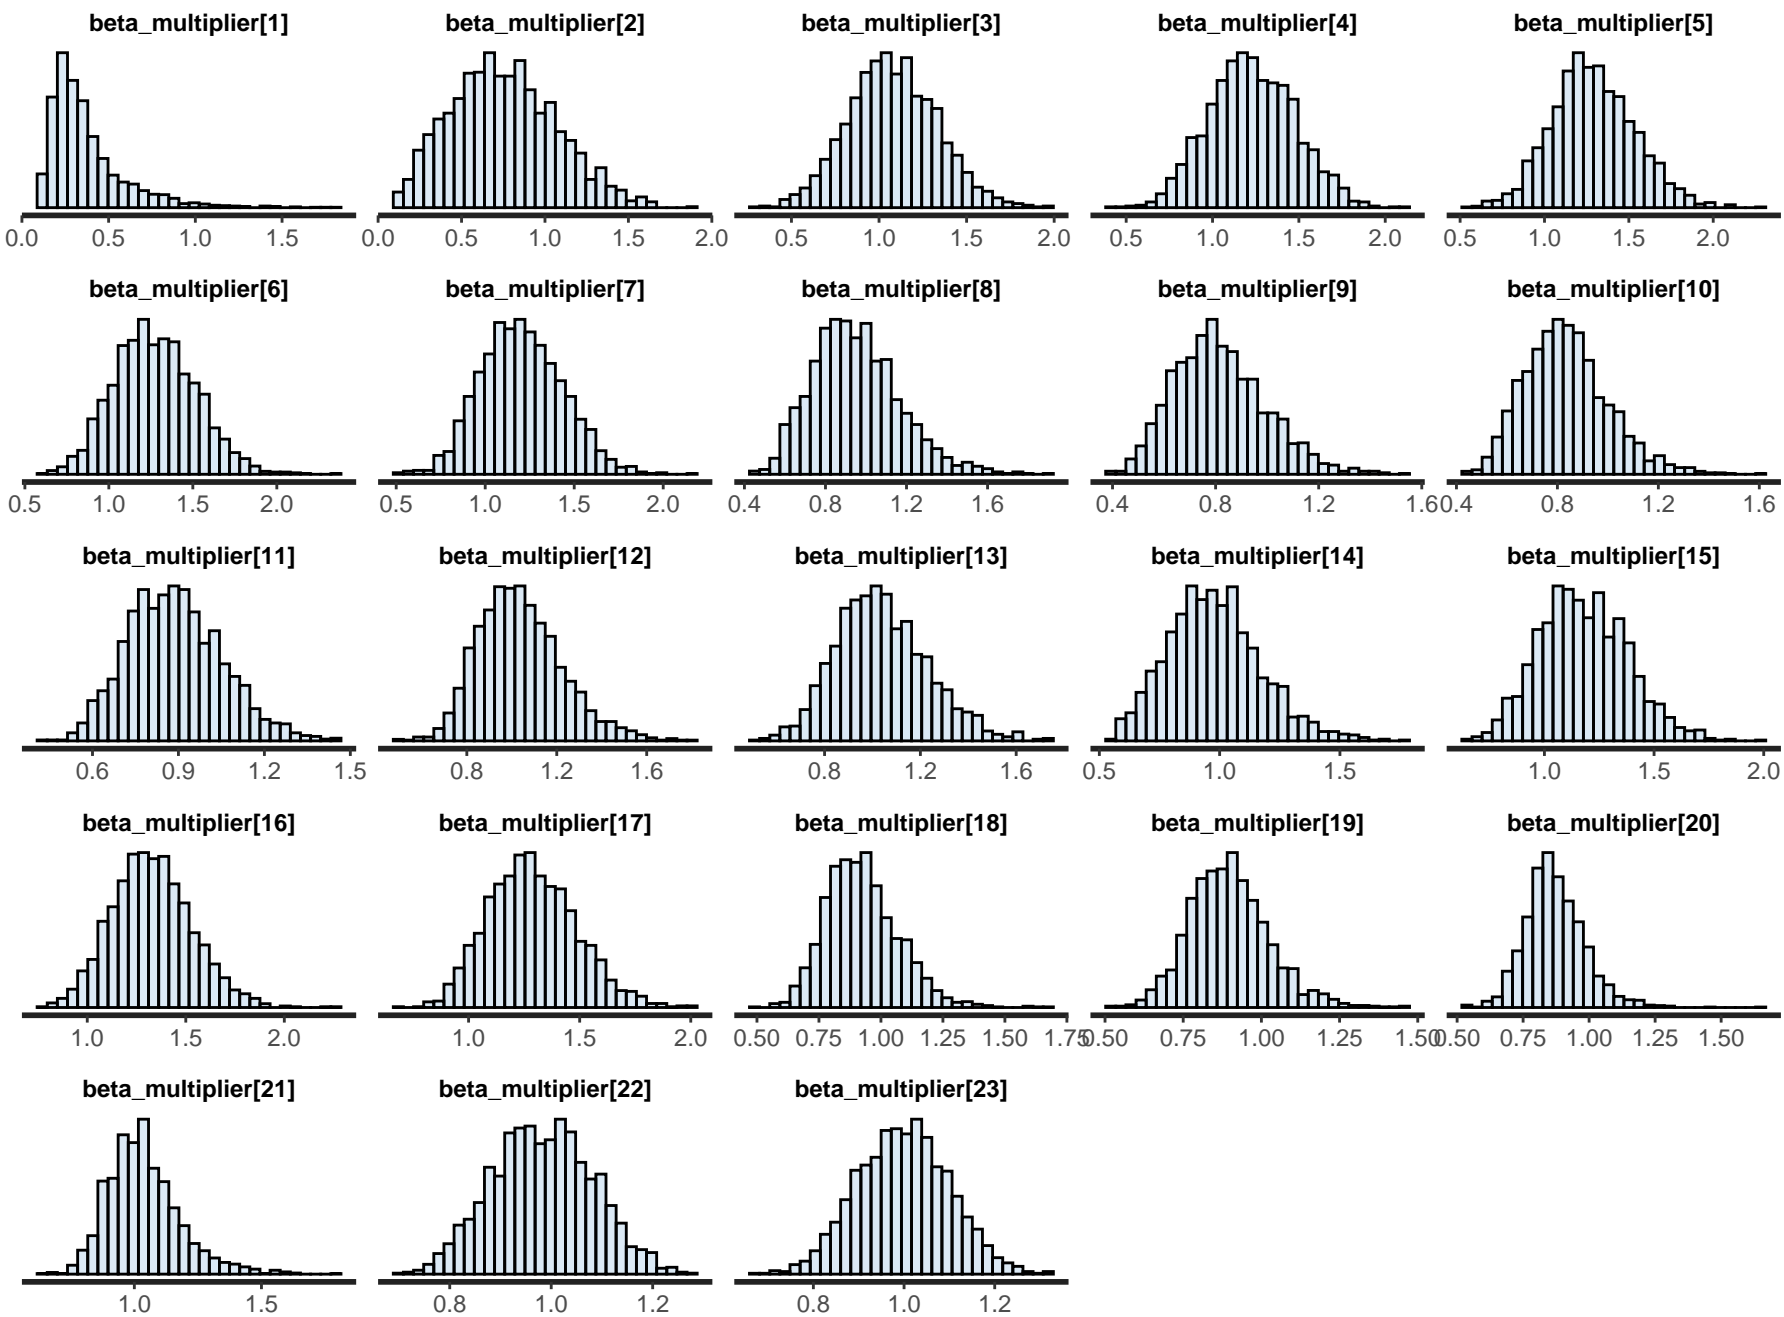 beta_multiplier[1] beta_multiplier[2] beta_multiplier[3] beta_multiplier[4] beta_multiplier[5]
0.0 0.5 1.0 1.5 0.0 0.5 1.0 1.5 2.0 0.5 1.0 1.5 2.0 0.5 1.0 1.5 2.0 0.5 1.0 1.5 2.0
beta_multiplier[6] beta_multiplier[7] beta_multiplier[8] beta_multiplier[9] beta_multiplier[10]
0.5 1.0 1.5 2.0 0.5 1.0 1.5 2.0 0.4 0.8 1.2 1.6 0.4 0.8 1.2 1.6 0.4 0.8 1.2 1.6
beta_multiplier[11] beta_multiplier[12] beta_multiplier[13] beta_multiplier[14] beta_multiplier[15]
0.6 0.9 1.2 1.5 0.8 1.2 1.6 0.8 1.2 1.6 0.5 1.0 1.5 1.0 1.5 2.0
beta_multiplier[16] beta_multiplier[17] beta_multiplier[18] beta_multiplier[19] beta_multiplier[20]
1.0 1.5 2.0 1.0 1.5 2.0 0.50 0.75 1.00 1.25 1.50 1.75 0.50 0.75 1.00 1.25 1.50 0.50 0.75 1.00 1.25 1.50
beta_multiplier[21] beta_multiplier[22] beta_multiplier[23]
1.0 1.5 0.8 1.0 1.2 0.8 1.0 1.2